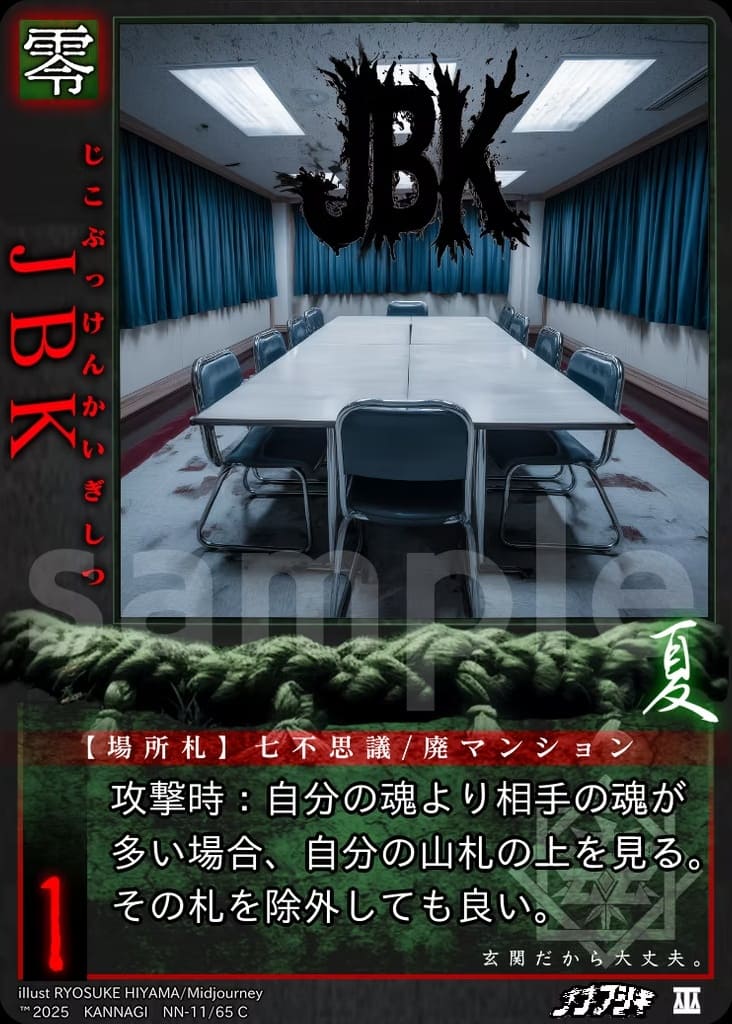 零
じこぶっけんかいぎしつ
JBK
JBK
sample
夏
【場所札】七不思議/廃マンション
攻撃時：自分の魂より相手の魂が
多い場合、自分の山札の上を見る。
その札を除外しても良い。
1
玄関だから大丈夫。
illust RYOSUKE HIYAMA/Midjourney
™2025 KANNAGI NN-11/65 C